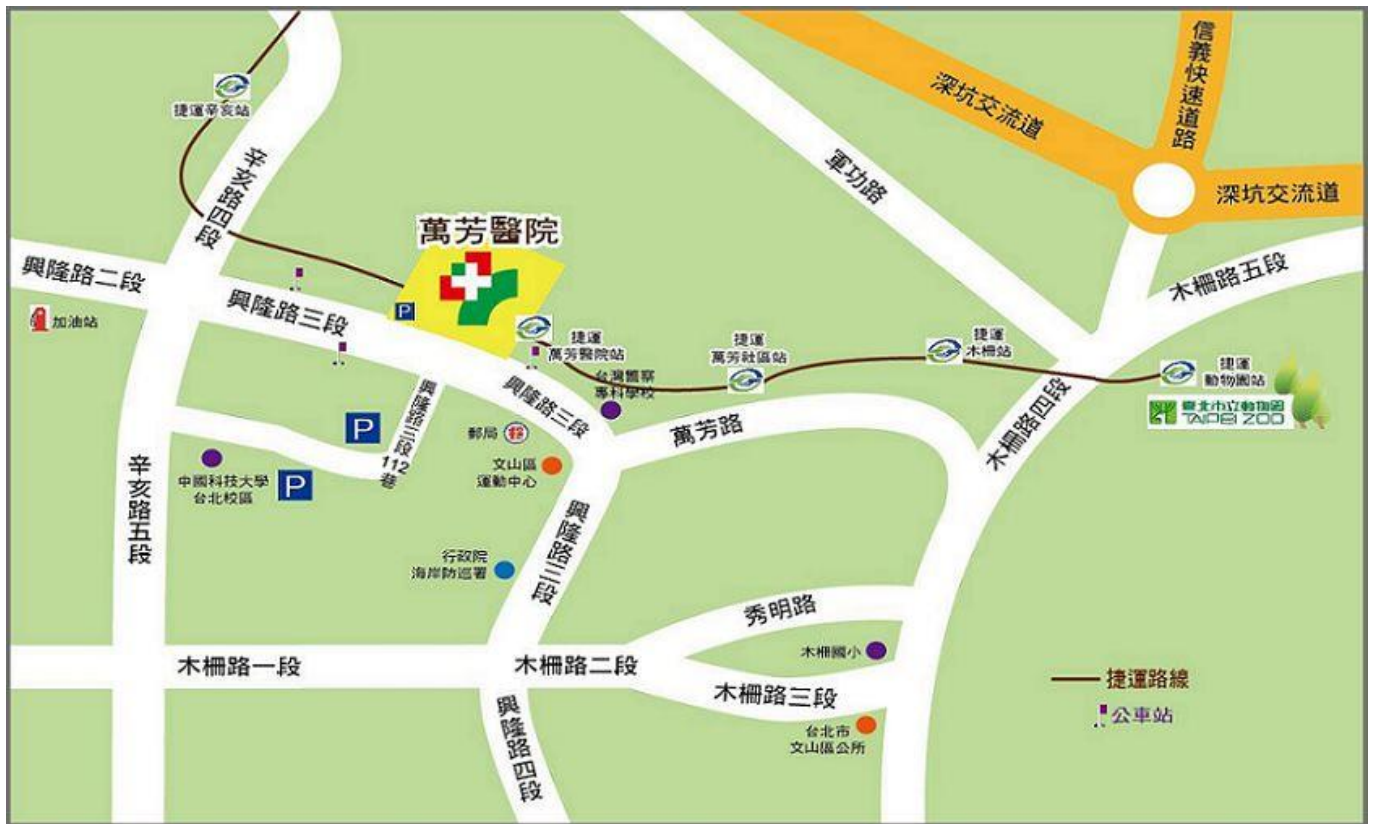 信義快速道路
深坑交流道
捷運辛亥站
辛亥路四段
軍功路
深坑交流道
萬芳醫院
興隆路二段
木柵路五段
興隆路三段
P
加油站
捷運
萬芳醫院站
捷運
萬芳社區站
捷運
木柵站
捷運
動物園站
台灣警察
專科學校
興隆路三段
興隆路三段112巷
臺北市立動物園
TAIPEI ZOO
木柵路四段
萬芳路
P
郵局
文山區
運動中心
中國科技大學
台北校區
P
辛亥路五段
興隆路三段
行政院
海岸防巡署
秀明路
木柵國小
木柵路一段
木柵路二段
木柵路三段
捷運路線
公車站
興隆路四段
台北市
文山區公所